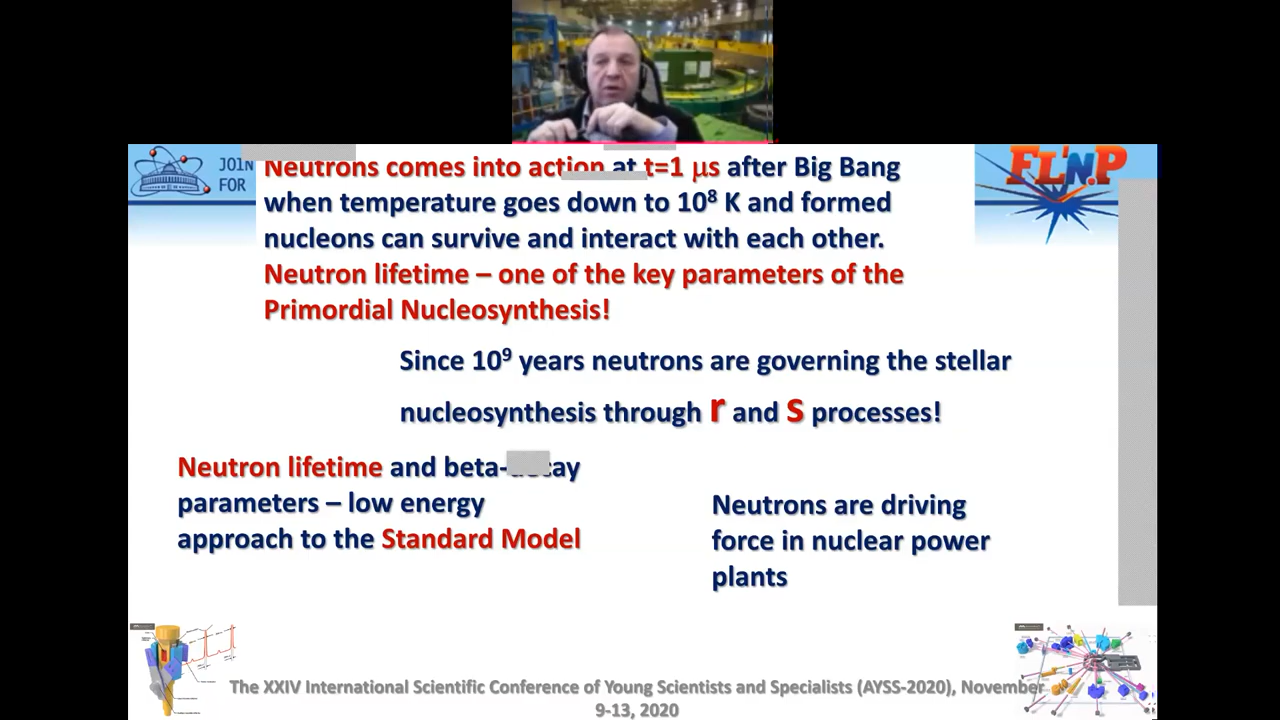 JOIN
FOR
FLNP
Neutrons comes into action at t=1 μs after Big Bang
when temperature goes down to 10⁸ K and formed
nucleons can survive and interact with each other.
Neutron lifetime – one of the key parameters of the
Primordial Nucleosynthesis!
Since 10⁹ years neutrons are governing the stellar
nucleosynthesis through r and s processes!
Neutron lifetime and
parameters – low energy
approach to the Standard Model
Neutrons are driving
force in nuclear power
plants
The XXIV International Scientific Conference of Young Scientists and Specialists (AYSS-2020), November
9-13, 2020